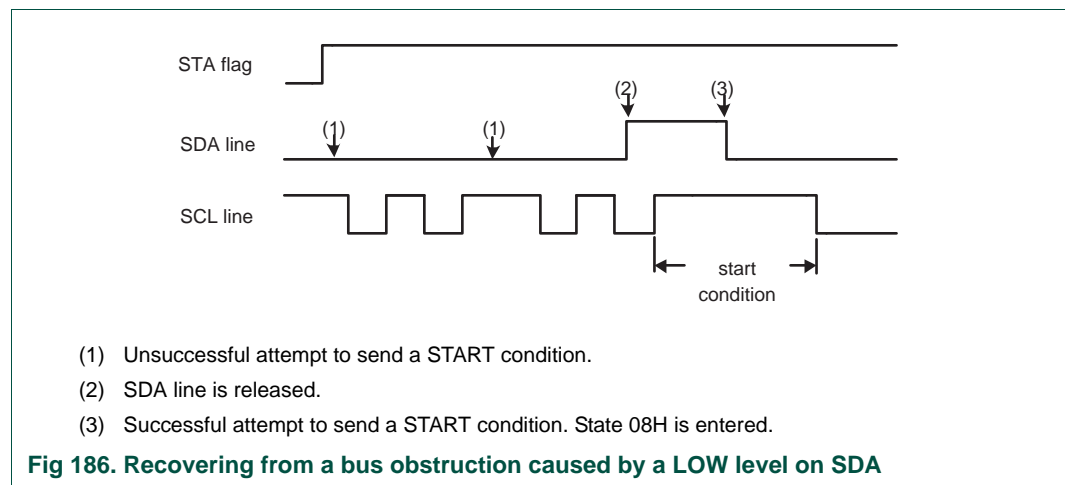 STA flag
(2) (3)
(1) (1)
SDA line
SCL line
start
condition
(1) Unsuccessful attempt to send a START condition.
(2) SDA line is released.
(3) Successful attempt to send a START condition. State 08H is entered.
Fig 186. Recovering from a bus obstruction caused by a LOW level on SDA